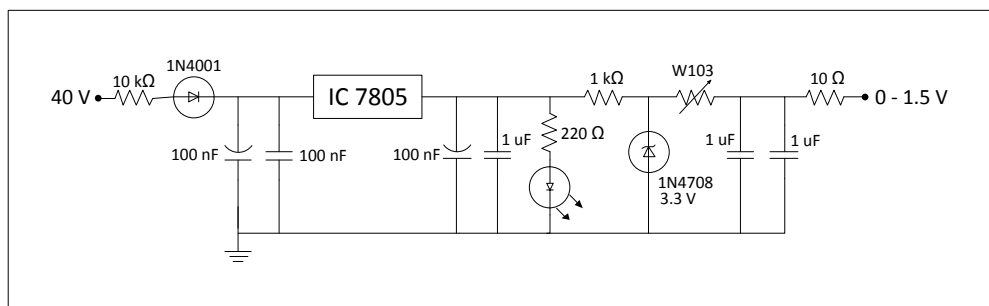 40 V
10 kΩ
1N4001
100 nF
100 nF
IC 7805
100 nF
1 uF
220 Ω
1 kΩ
1N4708
3.3 V
W103
1 uF
1 uF
10 Ω
0 - 1.5 V